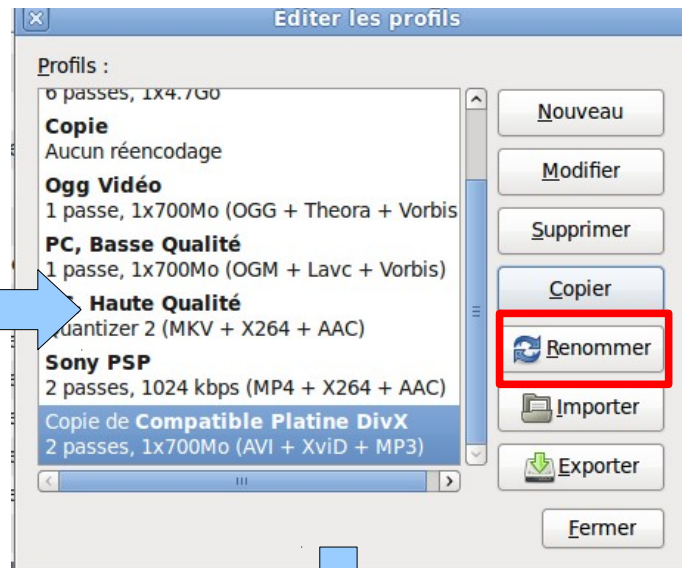 Editer les profils
Profils :
6 passes, 1x4.7Go
Copie
Aucun réencodage
Ogg Vidéo
1 passe, 1x700Mo (OGG + Theora + Vorbis
PC, Basse Qualité
1 passe, 1x700Mo (OGM + Lavc + Vorbis)
Haute Qualité
Quantizer 2 (MKV + X264 + AAC)
Sony PSP
2 passes, 1024 kbps (MP4 + X264 + AAC)
Copie de Compatible Platine DivX
2 passes, 1x700Mo (AVI + XviD + MP3)
Nouveau
Modifier
Supprimer
Copier
Renommer
Importer
Exporter
Fermer